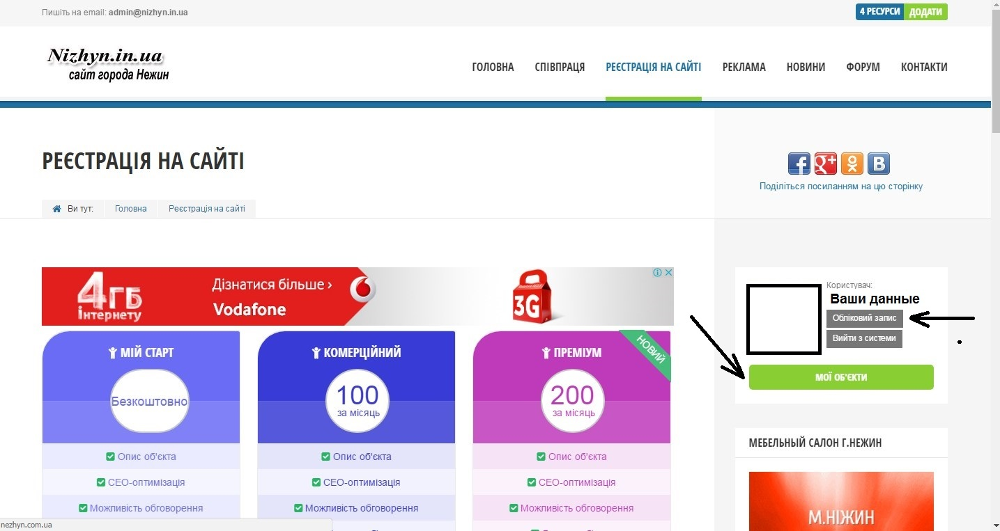 Пишіть на email: admin@nizhyn.in.ua
4 РЕСУРСИ ДОДАТИ
Nizhyn.in.ua
сайт города Нежин
ГОЛОВНА СПІВПРАЦЯ РЕЄСТРАЦІЯ НА САЙТІ РЕКЛАМА НОВИНИ ФОРУМ КОНТАКТИ
РЕЄСТРАЦІЯ НА САЙТІ
Поділіться посиланням на цю сторінку
Ви тут: Головна Реєстрація на сайті
4ГБ
інтернету
Дізнатися більше ›
Vodafone
3G
Користувач:
Ваши данные
Обліковий запис
Вийти з системи
МОЇ ОБ'ЄКТИ
МІЙ СТАРТ
Безкоштовно
Опис об'єкта
СЕО-оптимізація
Можливість обговорення
КОМЕРЦІЙНИЙ
100
за місяць
Опис об'єкта
СЕО-оптимізація
Можливість обговорення
НОВИЙ
ПРЕМІУМ
200
за місяць
Опис об'єкта
СЕО-оптимізація
Можливість обговорення
МЕБЕЛЬНЫЙ САЛОН Г.НЕЖИН
М.НІЖИН
nezhyn.com.ua